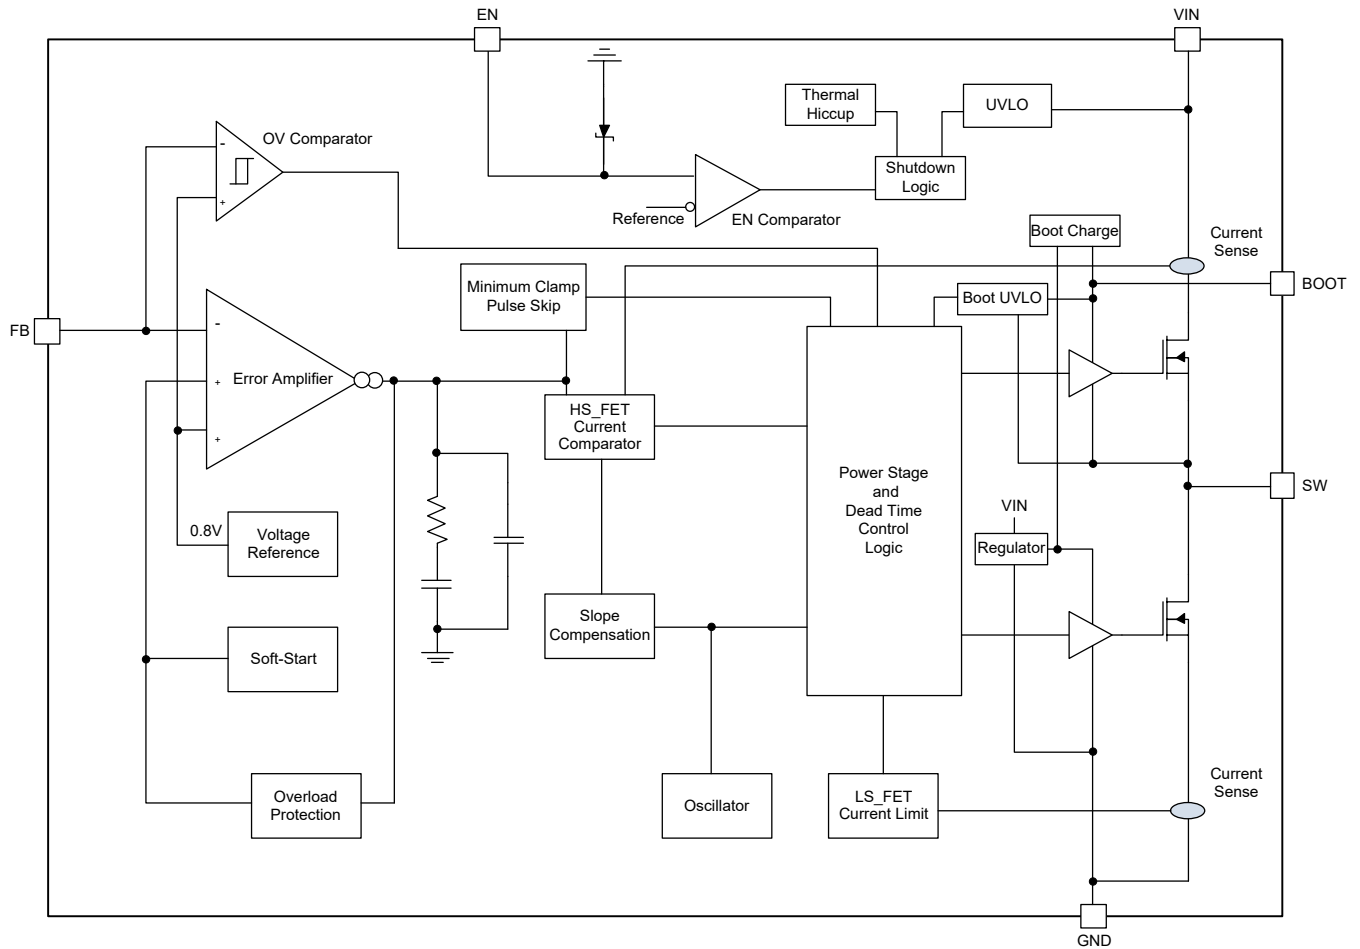 EN
VIN
Thermal
Hiccup
UVLO
OV Comparator
-
+
Shutdown
Logic
Reference
EN Comparator
Boot Charge
Current
Sense
Minimum Clamp
Pulse Skip
Boot UVLO
BOOT
FB
-
Error Amplifier
+
+
HS_FET
Current
Comparator
Power Stage
and
Dead Time
Control
Logic
SW
0.8V
Voltage
Reference
VIN
Regulator
Slope
Compensation
Soft-Start
Overload
Protection
Oscillator
LS_FET
Current Limit
Current
Sense
GND